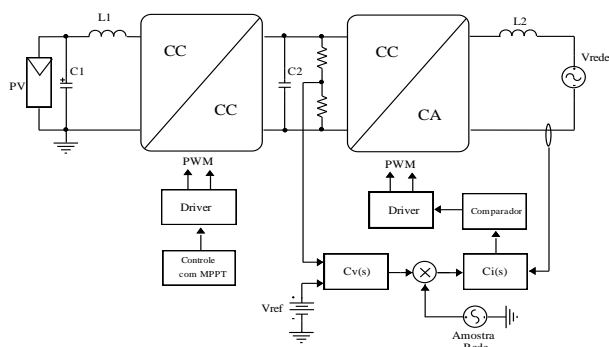 L1
L2
CC
CC
PV
C1
C2
Vrede
CC
CA
PWM
PWM
Driver
Driver
Comparador
Controle
com MPPT
Cv(s)
Ci(s)
Vref
Amostra
Rede